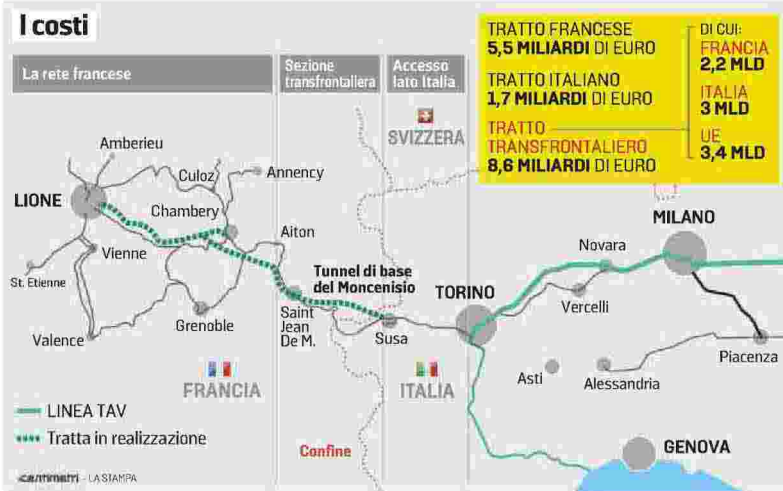 I costi
TRATTO FRANCESE
5,5 MILIARDI DI EURO
TRATTO ITALIANO
1,7 MILIARDI DI EURO
TRATTO
TRANSFRONTALIERO
8,6 MILIARDI DI EURO
DI CUI:
FRANCIA
2,2 MLD
ITALIA
3 MLD
UE
3,4 MLD
La rete francese
Sezione
transfrontaliera
Accesso
lato Italia
SVIZZERA
Amberieu
Culoz
Annency
LIONE
Chambery
Aiton
MILANO
Novara
Vienne
St. Etienne
Tunnel di base
del Moncenisio
TORINO
Vercelli
Valence
Grenoble
Saint
Jean
De M.
Susa
Piacenza
FRANCIA
ITALIA
Asti
Alessandria
LINEA TAV
Tratta in realizzazione
Confine
GENOVA
centimetri - LA STAMPA